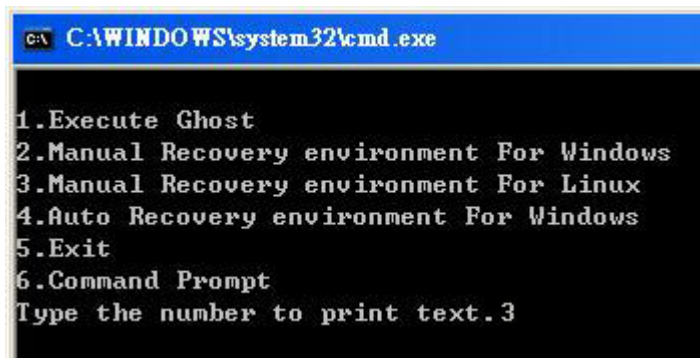 C:\WINDOWS\system32\cmd.exe
1.Execute Ghost
2.Manual Recovery environment For Windows
3.Manual Recovery environment For Linux
4.Auto Recovery environment For Windows
5.Exit
6.Command Prompt
Type the number to print text.3